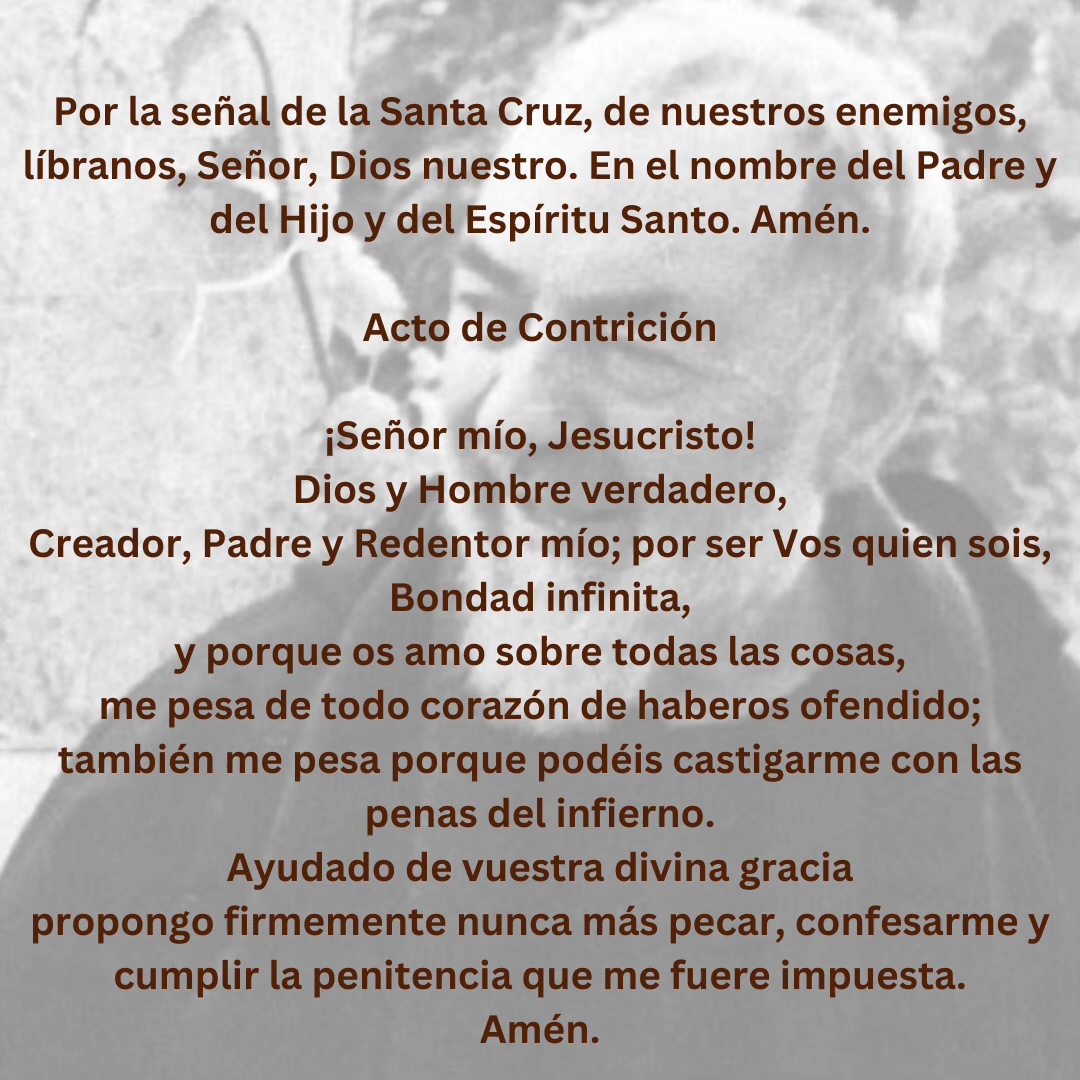 Por la señal de la Santa Cruz, de nuestros enemigos,
líbranos, Señor, Dios nuestro. En el nombre del Padre y
del Hijo y del Espíritu Santo. Amén.
Acto de Contrición
¡Señor mío, Jesucristo!
Dios y Hombre verdadero,
Creador, Padre y Redentor mío; por ser Vos quien sois,
Bondad infinita,
y porque os amo sobre todas las cosas,
me pesa de todo corazón de haberos ofendido;
también me pesa porque podéis castigarme con las
penas del infierno.
Ayudado de vuestra divina gracia
propongo firmemente nunca más pecar, confesarme y
cumplir la penitencia que me fuere impuesta.
Amén.